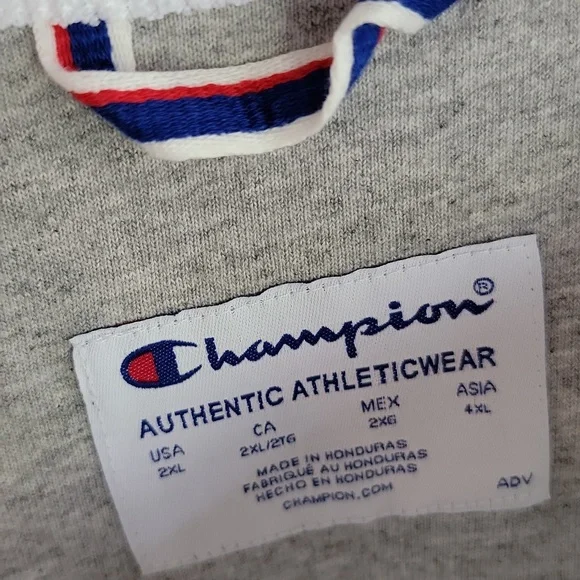 Champion®
AUTHENTIC ATHLETICWEAR
USA CA MEX ASIA
2XL 2XL/2TG 2XG 4XL
MADE IN HONDURAS
FABRIQUÉ AU HONDURAS
HECHO EN HONDURAS
CHAMPION.COM
ADV